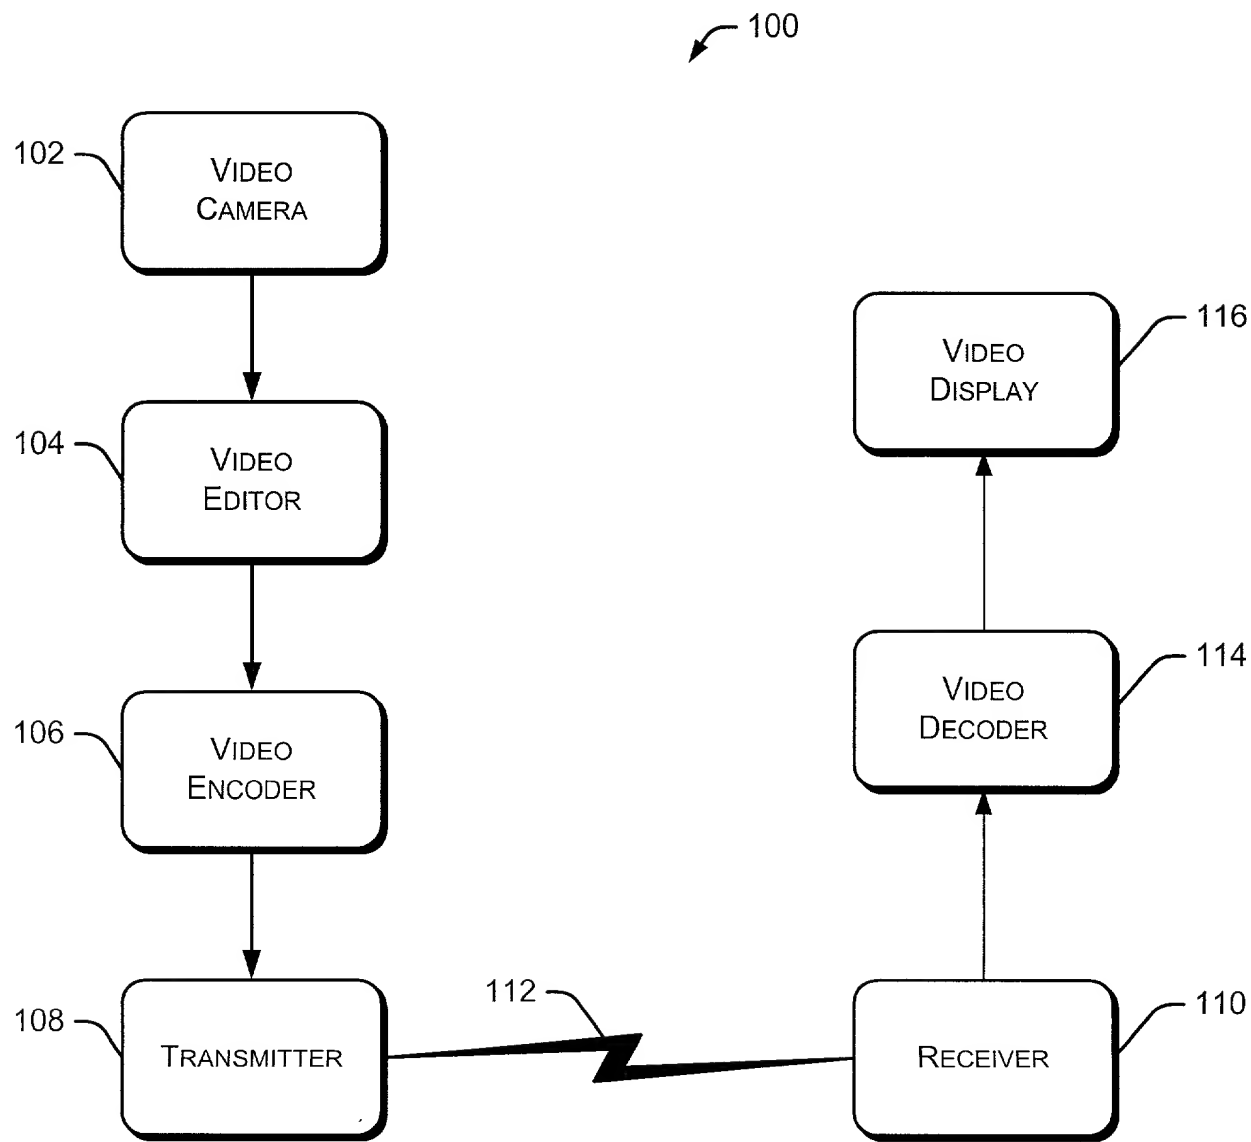 100
102
VIDEO
CAMERA
104
VIDEO
EDITOR
106
VIDEO
ENCODER
108
TRANSMITTER
112
116
VIDEO
DISPLAY
114
VIDEO
DECODER
110
RECEIVER